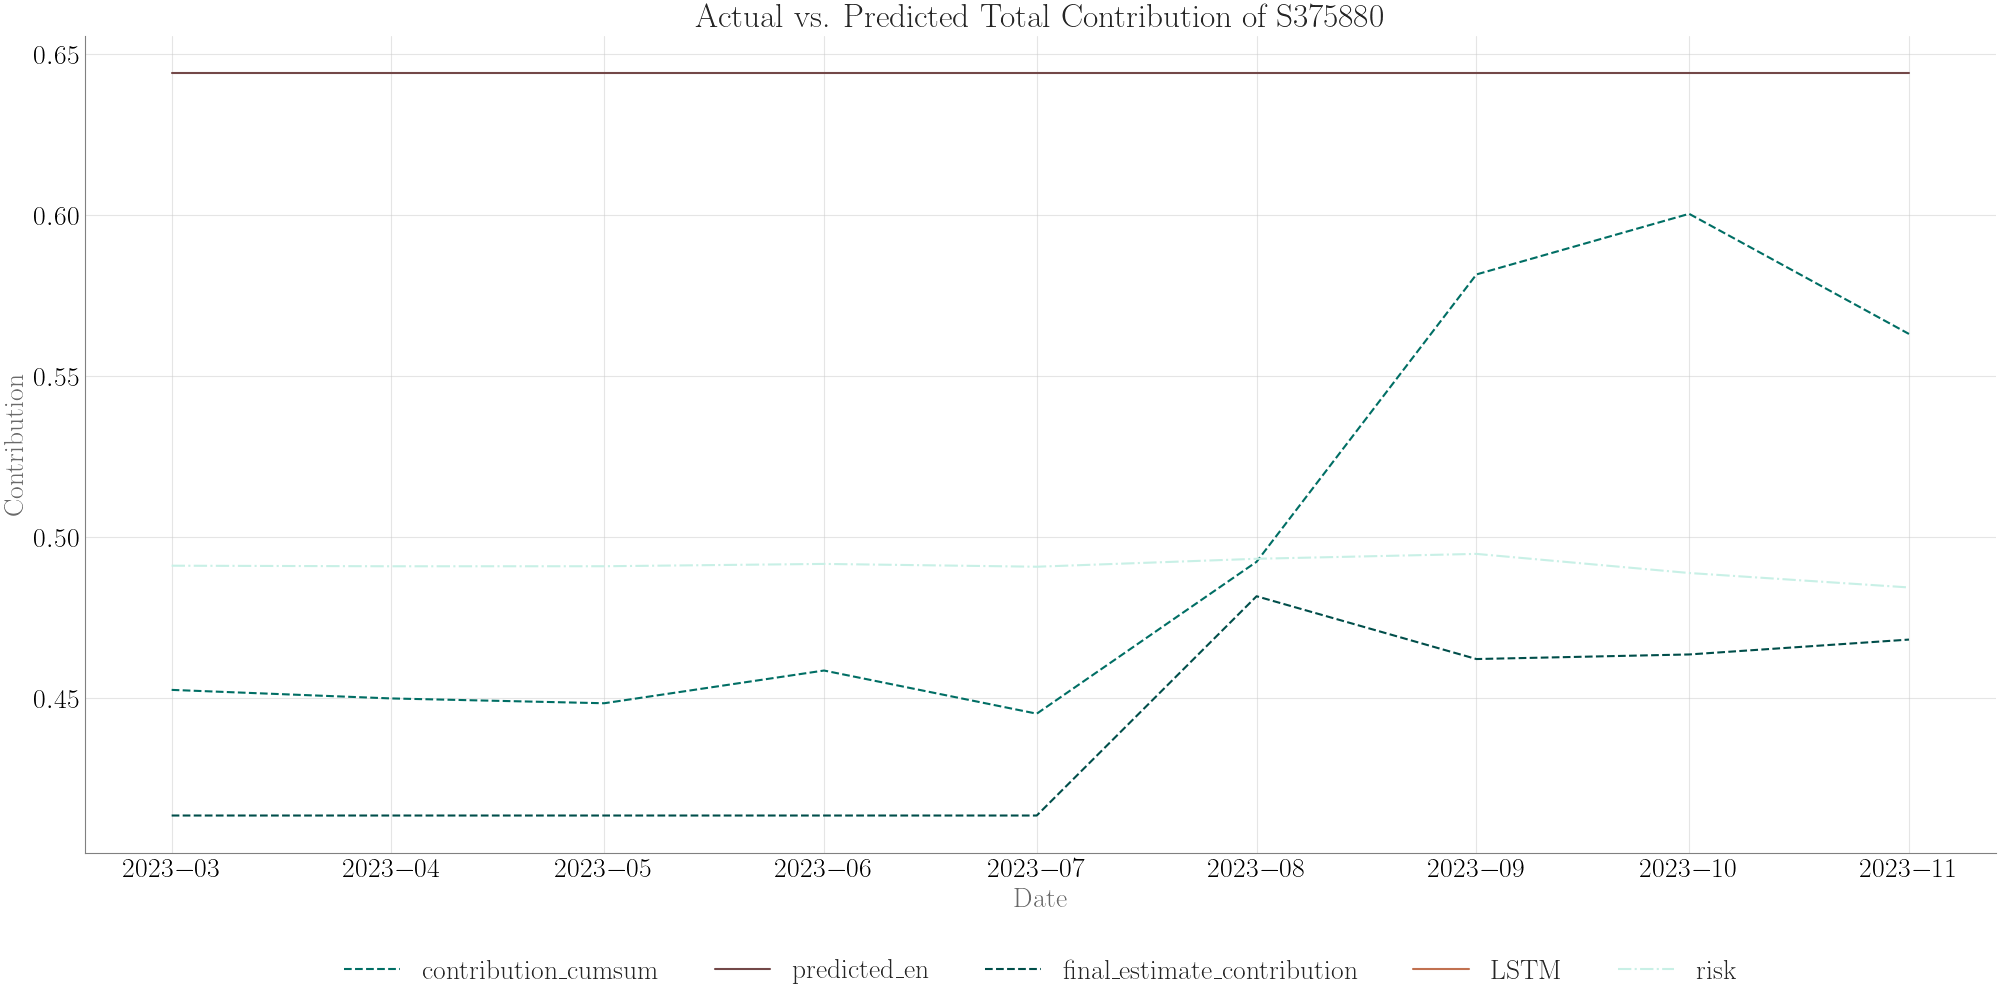 Actual vs. Predicted Total Contribution of S375880
0.65
0.60
0.55
0.50
0.45
Contribution
2023−03 2023−04 2023−05 2023−06 2023−07 2023−08 2023−09 2023−10 2023−11
Date
contribution_cumsum predicted_en final_estimate_contribution LSTM risk